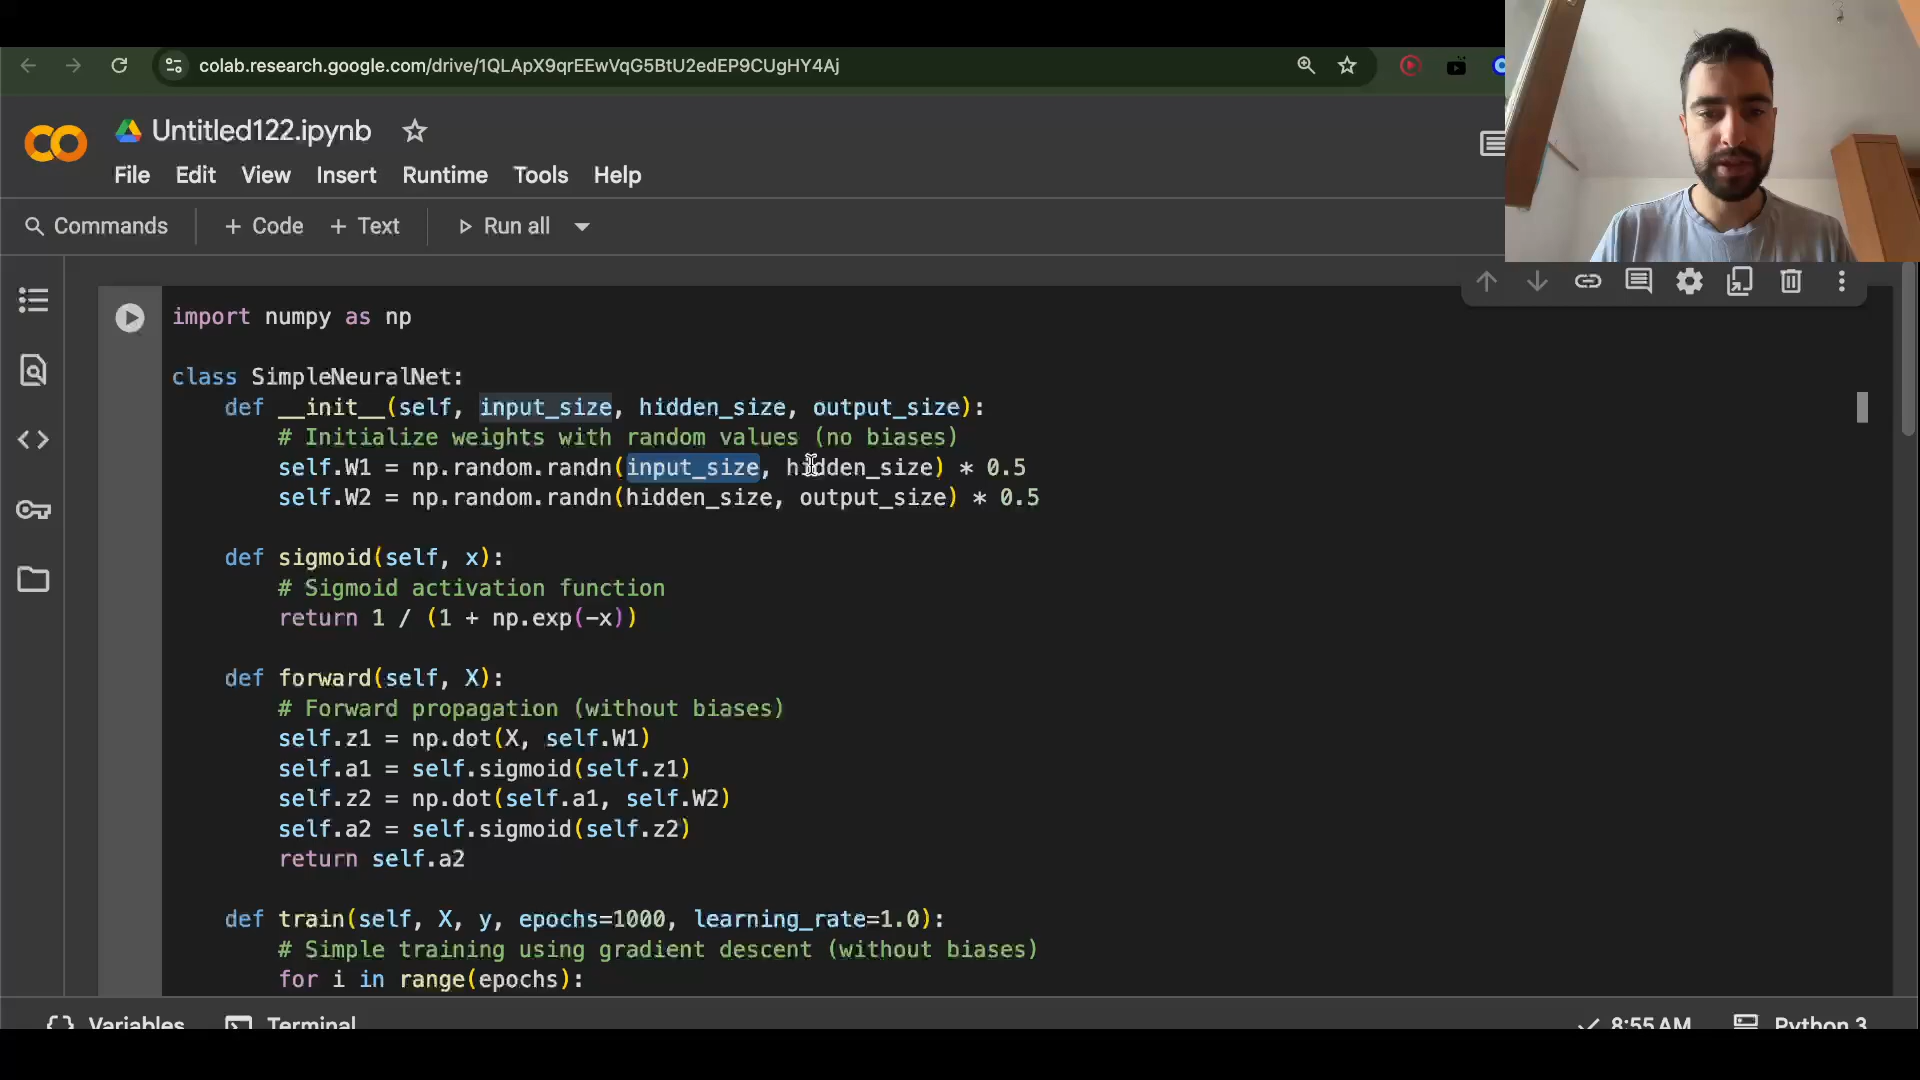 colab.research.google.com/drive/1QLApX9qrEEwVqG5BtU2edEP9CUgHY4Aj
Untitled122.ipynb
File Edit View Insert Runtime Tools Help
Commands + Code + Text Run all
import numpy as np
class SimpleNeuralNet:
def __init__(self, input_size, hidden_size, output_size):
# Initialize weights with random values (no biases)
self.W1 = np.random.randn(input_size, hidden_size) * 0.5
self.W2 = np.random.randn(hidden_size, output_size) * 0.5
def sigmoid(self, x):
# Sigmoid activation function
return 1 / (1 + np.exp(-x))
def forward(self, X):
# Forward propagation (without biases)
self.z1 = np.dot(X, self.W1)
self.a1 = self.sigmoid(self.z1)
self.z2 = np.dot(self.a1, self.W2)
self.a2 = self.sigmoid(self.z2)
return self.a2
def train(self, X, y, epochs=1000, learning_rate=1.0):
# Simple training using gradient descent (without biases)
for i in range(epochs):
{} Variables Terminal 8:55 AM Python 3